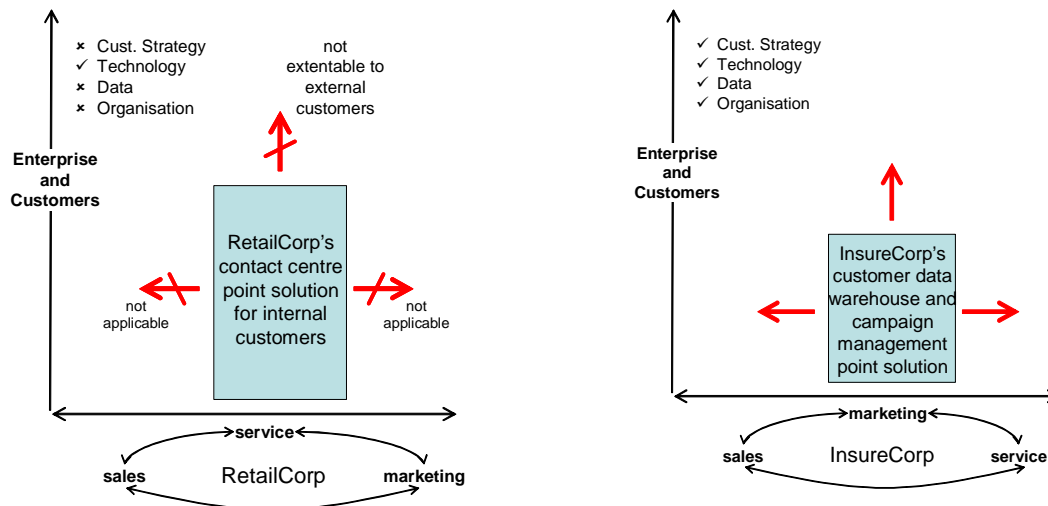 × Cust. Strategy
✓ Technology
× Data
× Organisation
not
extentable to
external
customers
Enterprise
and
Customers
RetailCorp's
contact centre
point solution
for internal
customers
not
applicable
not
applicable
service
sales
RetailCorp
marketing
✓ Cust. Strategy
✓ Technology
✓ Data
✓ Organisation
Enterprise
and
Customers
InsureCorp's
customer data
warehouse and
campaign
management
point solution
marketing
sales
InsureCorp
service